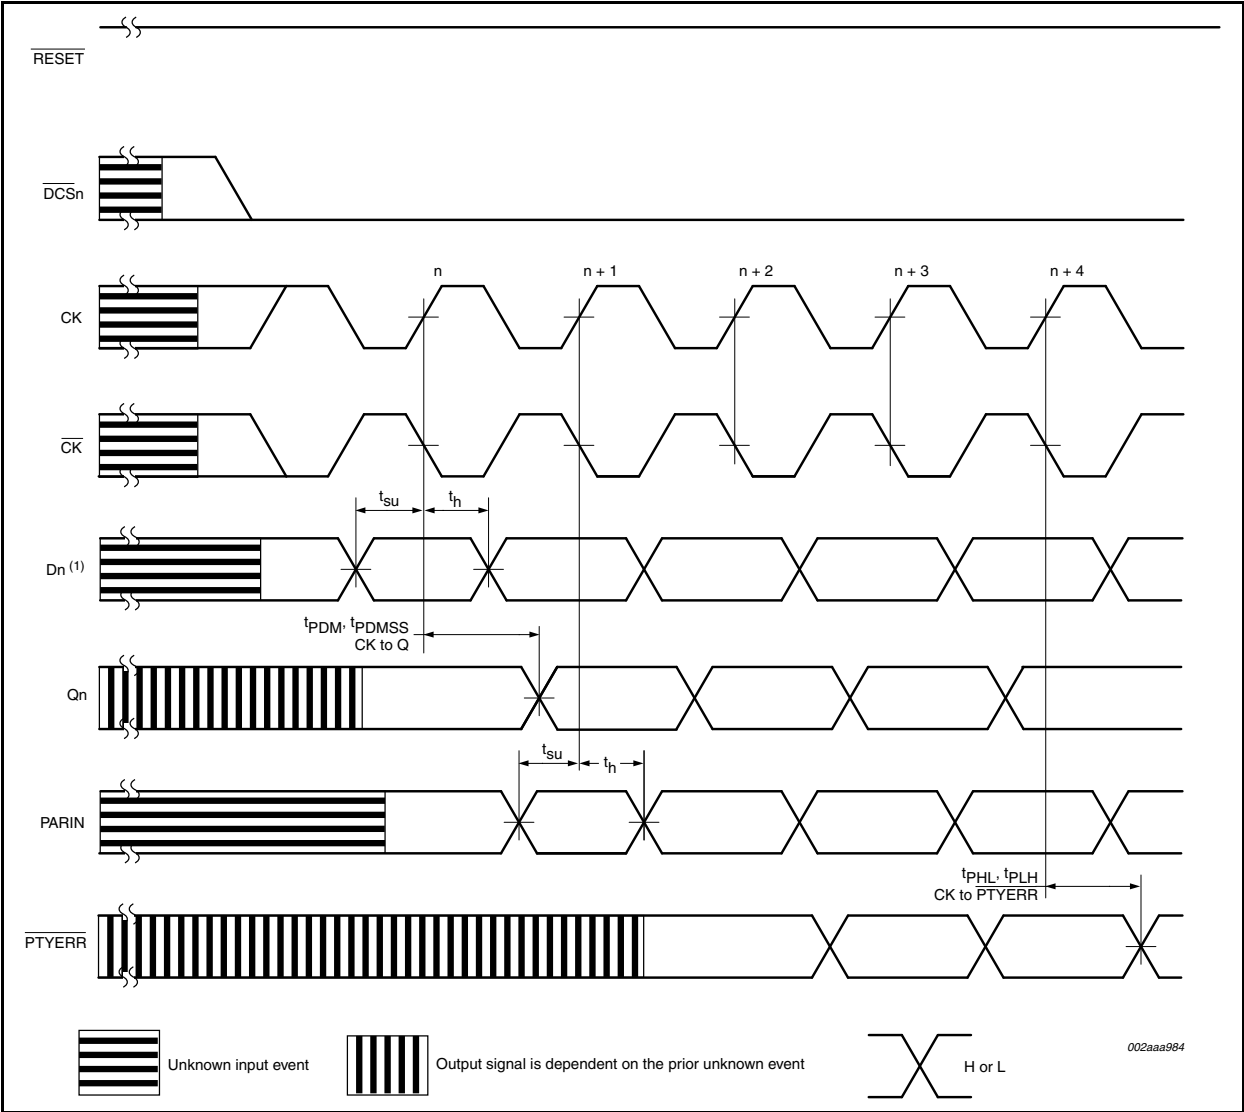 RESET
DCSn
n
n + 1
n + 2
n + 3
n + 4
CK
CK
tsu
th
Dn (1)
tPDM, tPDMSS
CK to Q
Qn
tsu
th
PARIN
tPHL, tPLH
CK to PTYERR
PTYERR
Unknown input event
Output signal is dependent on the prior unknown event
H or L
002aaa984